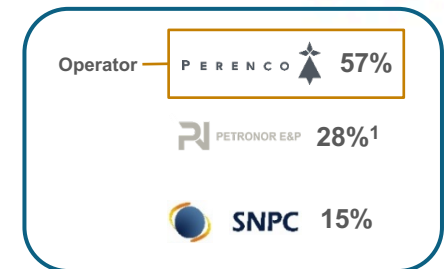 Operator PERENCO 57%
PETRONOR E&P 28%¹
SNPC 15%